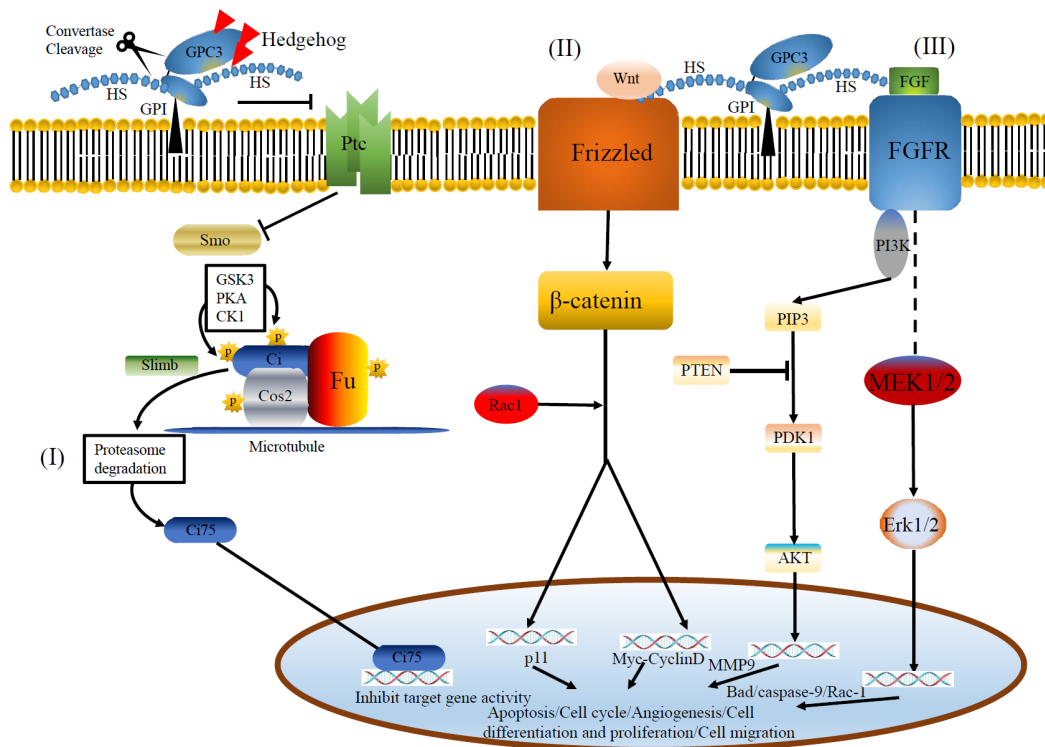 Convertase
Cleavage
GPC3
Hedgehog
HS
HS
GPI
Ptc
(II)
Wnt
HS
GPC3
HS
GPI
(III)
FGF
Frizzled
FGFR
Smo
PI3K
GSK3
PKA
CK1
β-catenin
PIP3
P
P
Slimb
Ci
Fu
P
PTEN
MEK1/2
Cos2
P
Rac1
Microtubule
PDK1
(I)
Proteasome
degradation
Ci75
Erk1/2
AKT
p11
Myc-CyclinD
MMP9
Ci75
Inhibit target gene activity
Bad/caspase-9/Rac-1
Apoptosis/Cell cycle/Angiogenesis/Cell
differentiation and proliferation/Cell migration